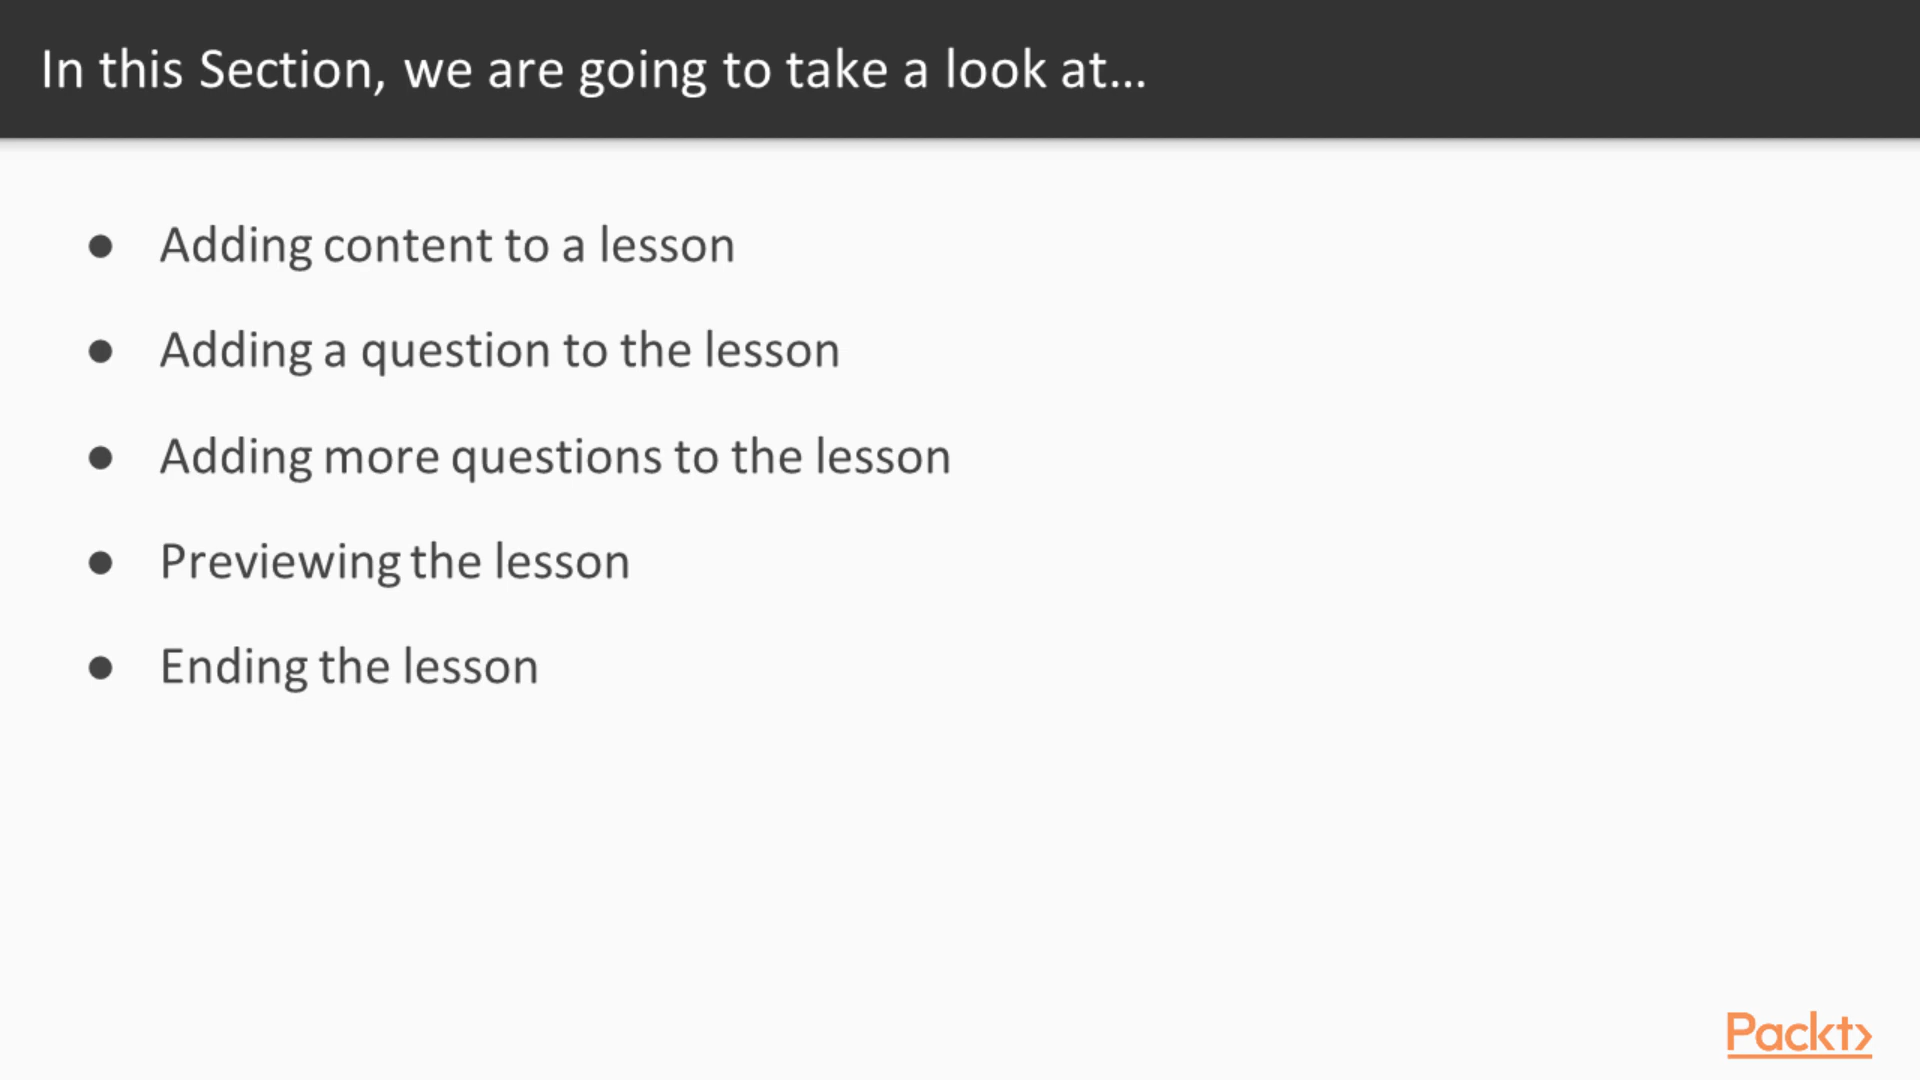 In this Section, we are going to take a look at...
● Adding content to a lesson
● Adding a question to the lesson
● Adding more questions to the lesson
● Previewing the lesson
● Ending the lesson
Packt>